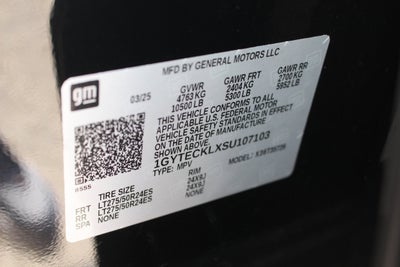 MFD BY GENERAL MOTORS LLC
gm
03/25
GVWR
4763 KG
10500 LB
GAWR FRT
2404 KG
5300 LB
GAWR RR
2700 KG
5952 LB
THIS VEHICLE CONFORMS TO ALL
APPLICABLE U.S. FEDERAL MOTOR
VEHICLE SAFETY STANDARDS IN EFFECT
ON THE DATE OF MANUFACTURE
SHOWN ABOVE.
1GYTECKLXSU107103
TYPE: MPV
MODEL:
TIRE SIZE
RIM
FRT LT275/50R24ES 24X9J
RR LT275/50R24ES 24X9J
SPA NONE NONE